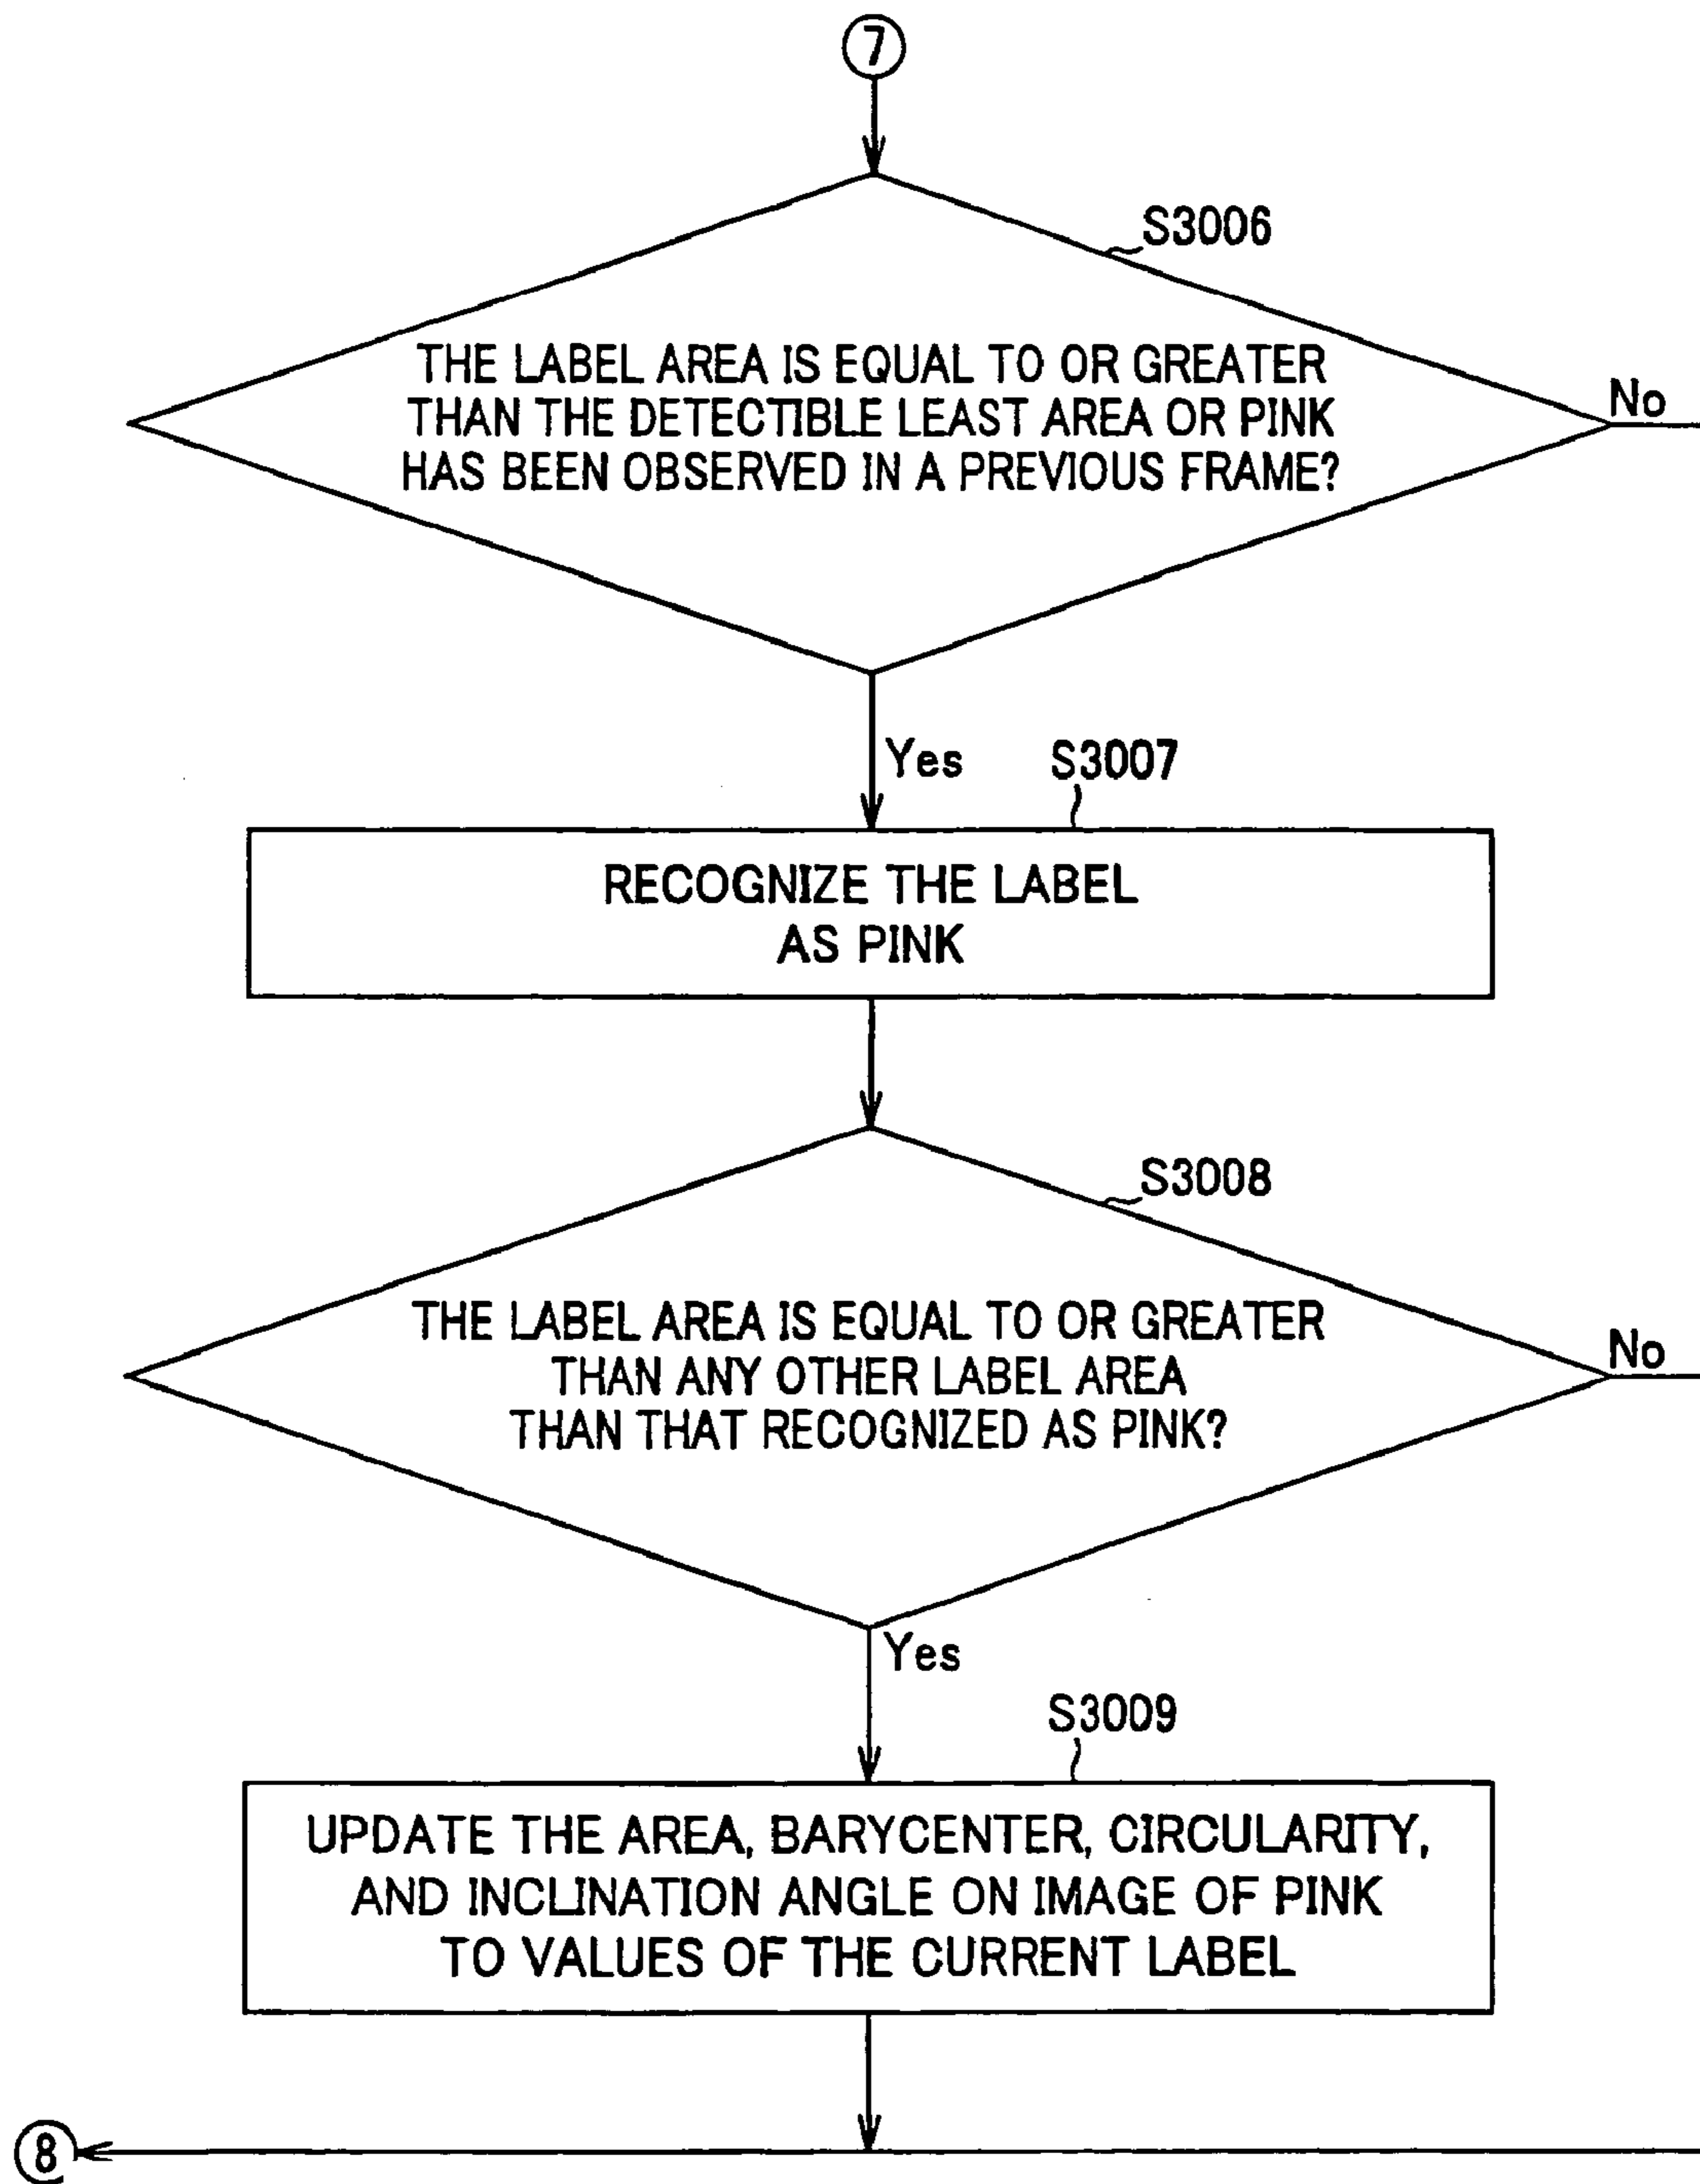 7
S3006
THE LABEL AREA IS EQUAL TO OR GREATER
THAN THE DETECTIBLE LEAST AREA OR PINK
HAS BEEN OBSERVED IN A PREVIOUS FRAME?
No
Yes
S3007
RECOGNIZE THE LABEL
AS PINK
S3008
THE LABEL AREA IS EQUAL TO OR GREATER
THAN ANY OTHER LABEL AREA
THAN THAT RECOGNIZED AS PINK?
No
Yes
S3009
UPDATE THE AREA, BARYCENTER, CIRCULARITY,
AND INCLINATION ANGLE ON IMAGE OF PINK
TO VALUES OF THE CURRENT LABEL
8